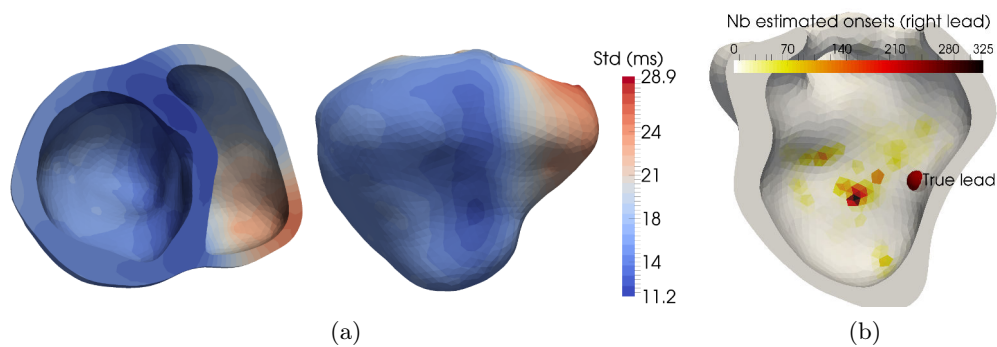 Std (ms)
28.9
24
21
18
14
11.2
(a)
Nb estimated onsets (right lead)
0 70 140 210 280 325
True lead
(b)